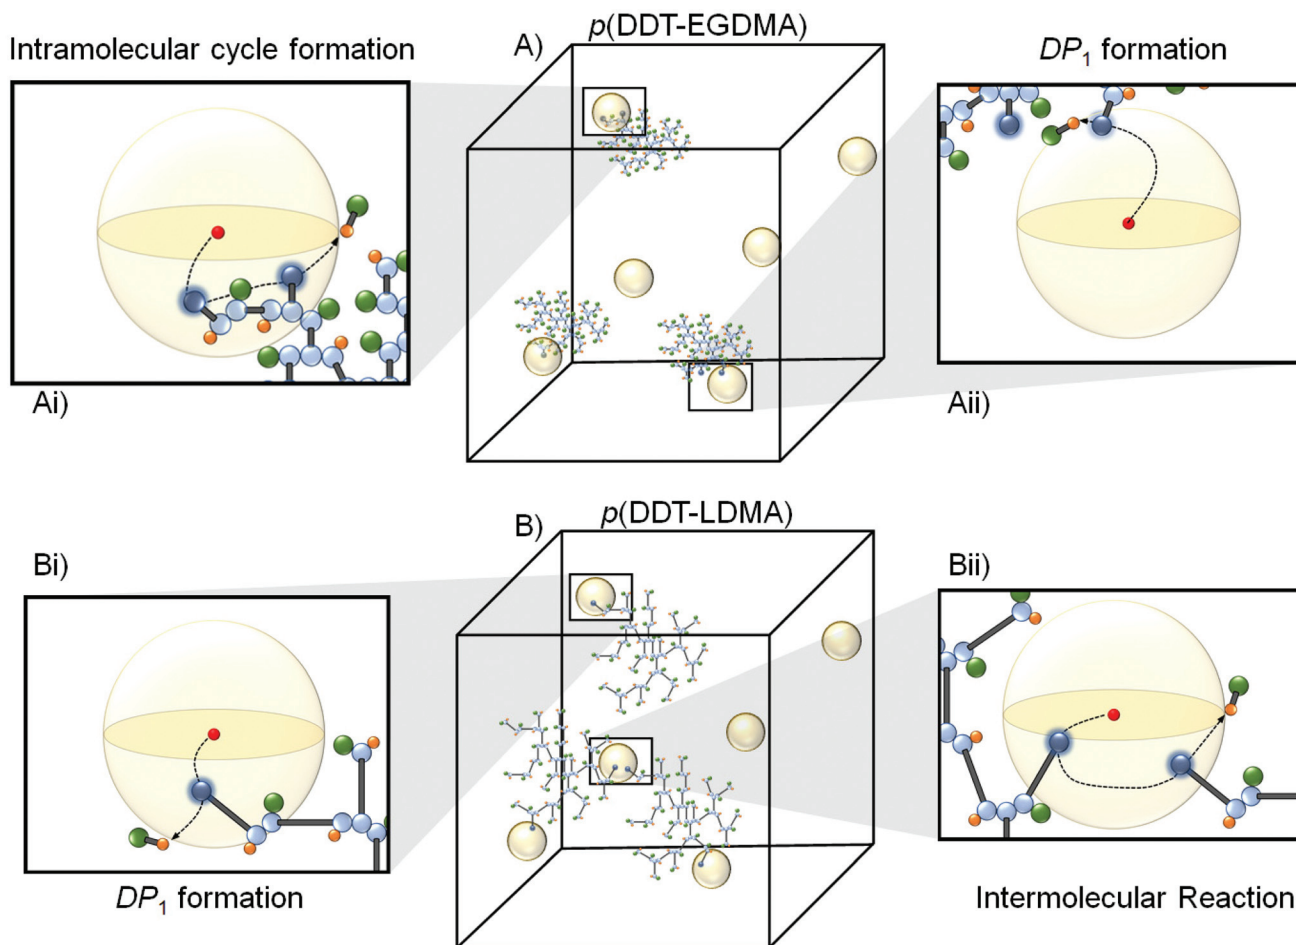 Intramolecular cycle formation
A)
p(DDT-EGDMA)
DP₁ formation
Ai)
Aii)
Bi)
B)
p(DDT-LDMA)
Bii)
DP₁ formation
Intermolecular Reaction